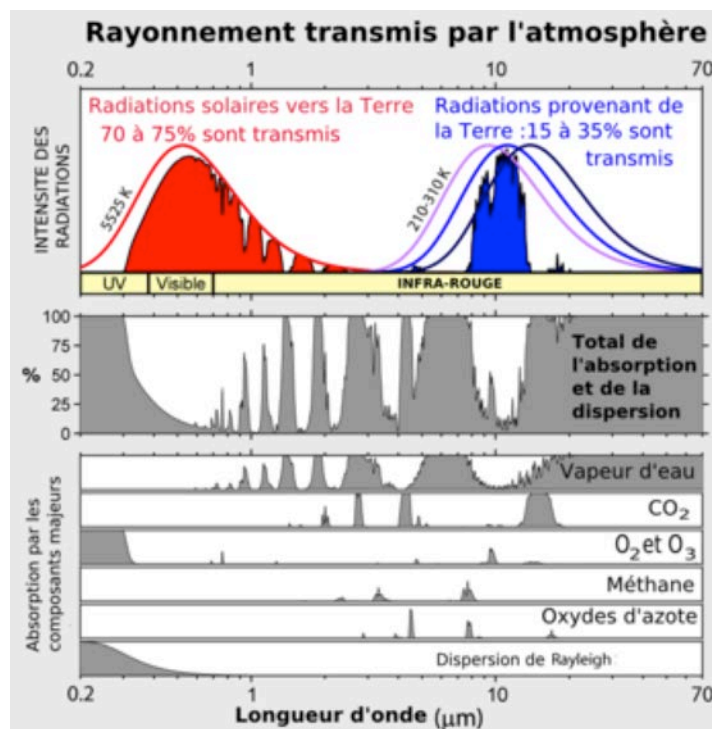 Rayonnement transmis par l'atmosphère
0.2 1 10 70
Radiations solaires vers la Terre
70 à 75% sont transmis
Radiations provenant de
la Terre :15 à 35% sont
transmis
INTENSITE DES
RADIATIONS
5525 K
210-310 K
UV Visible INFRA-ROUGE
100
75
50
25
0
%
Total de
l'absorption
et de la
dispersion
Absorption par les
composants majeurs
Vapeur d'eau
CO₂
O₂et O₃
Méthane
Oxydes d'azote
Dispersion de Rayleigh
0.2 1 10 70
Longueur d'onde (µm)